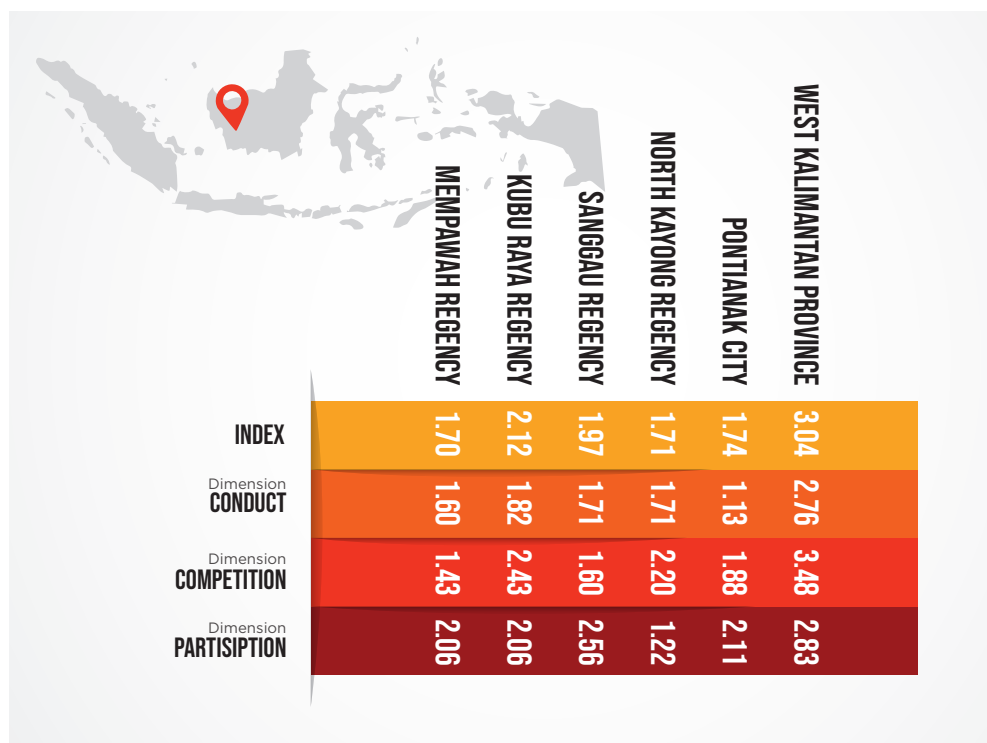 MEMPAWAH REGENCY
KUBU RAYA REGENCY
SANGGAU REGENCY
NORTH KAYONG REGENCY
PONTIANAK CITY
WEST KALIMANTAN PROVINCE
INDEX
1.70 2.12 1.97 1.71 1.74 3.04
Dimension
CONDUCT
1.60 1.82 1.71 1.71 1.13 2.76
Dimension
COMPETITION
1.43 2.43 1.60 2.20 1.88 3.48
Dimension
PARTISIPTION
2.06 2.06 2.56 1.22 2.11 2.83